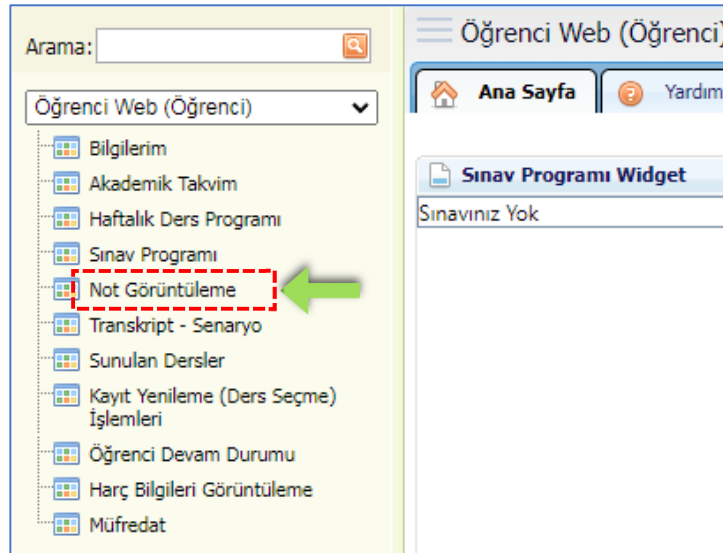 Arama:
Öğrenci Web (Öğrenci)
Bilgilerim
Akademik Takvim
Haftalık Ders Programı
Sınav Programı
Not Görüntüleme
Transkript - Senaryo
Sunulan Dersler
Kayıt Yenileme (Ders Seçme)
İşlemleri
Öğrenci Devam Durumu
Harç Bilgileri Görüntüleme
Müfredat
Öğrenci Web (Öğrenci)
Ana Sayfa
Yardım
Sınav Programı Widget
Sınavınız Yok